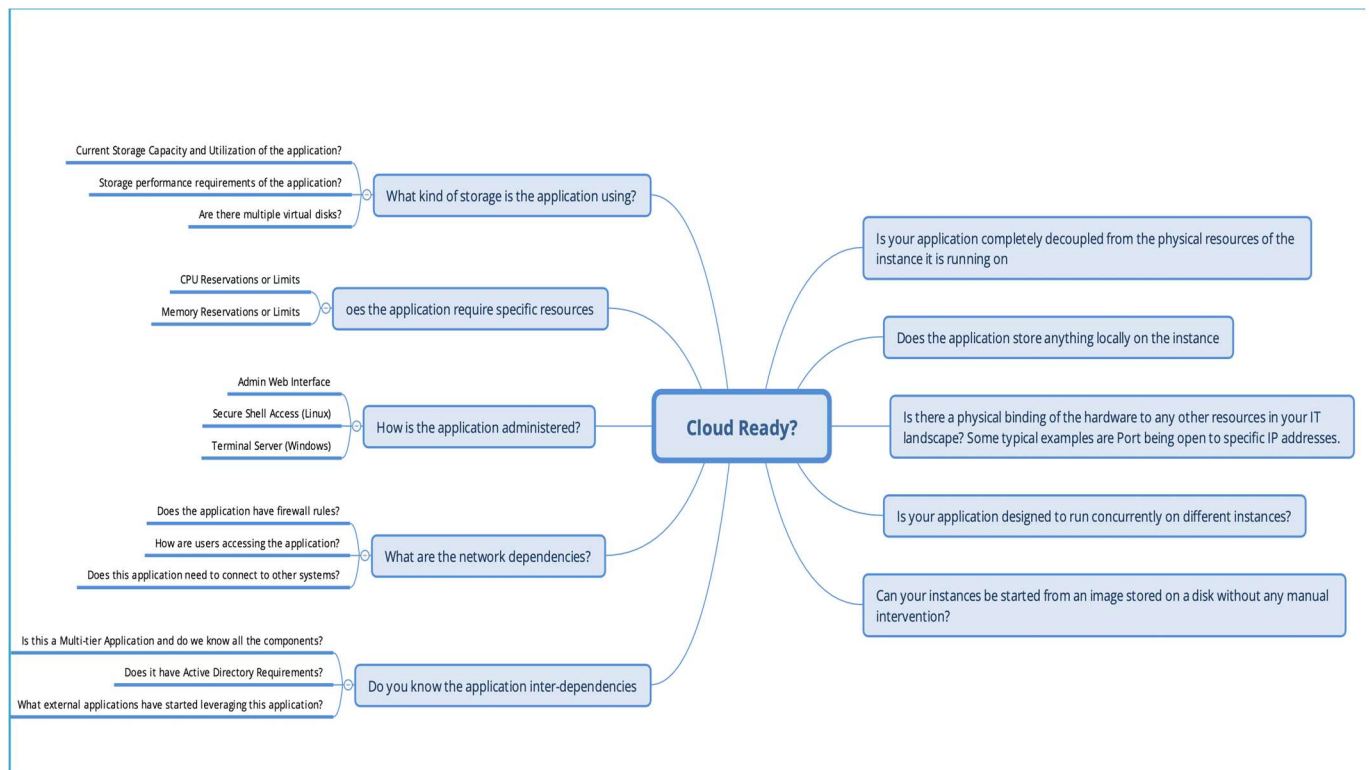 Current Storage Capacity and Utilization of the application?
Storage performance requirements of the application?
Are there multiple virtual disks?
What kind of storage is the application using?
CPU Reservations or Limits
Memory Reservations or Limits
oes the application require specific resources
Admin Web Interface
Secure Shell Access (Linux)
Terminal Server (Windows)
How is the application administered?
Does the application have firewall rules?
How are users accessing the application?
Does this application need to connect to other systems?
What are the network dependencies?
Is this a Multi-tier Application and do we know all the components?
Does it have Active Directory Requirements?
What external applications have started leveraging this application?
Do you know the application inter-dependencies
Cloud Ready?
Is your application completely decoupled from the physical resources of the
instance it is running on
Does the application store anything locally on the instance
Is there a physical binding of the hardware to any other resources in your IT
landscape? Some typical examples are Port being open to specific IP addresses.
Is your application designed to run concurrently on different instances?
Can your instances be started from an image stored on a disk without any manual
intervention?